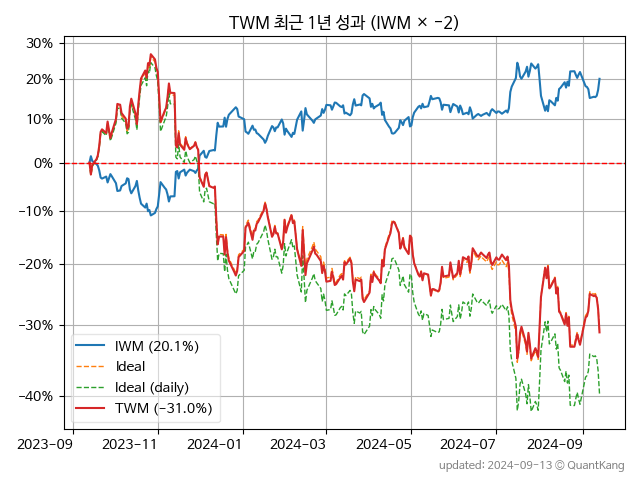 TWM 최근 1년 성과 (IWM × −2)
30%
20%
10%
0%
−10%
−20%
−30%
−40%
IWM (20.1%)
Ideal
Ideal (daily)
TWM (−31.0%)
2023-09
2023-11
2024-01
2024-03
2024-05
2024-07
2024-09
updated: 2024-09-13 © QuantKang